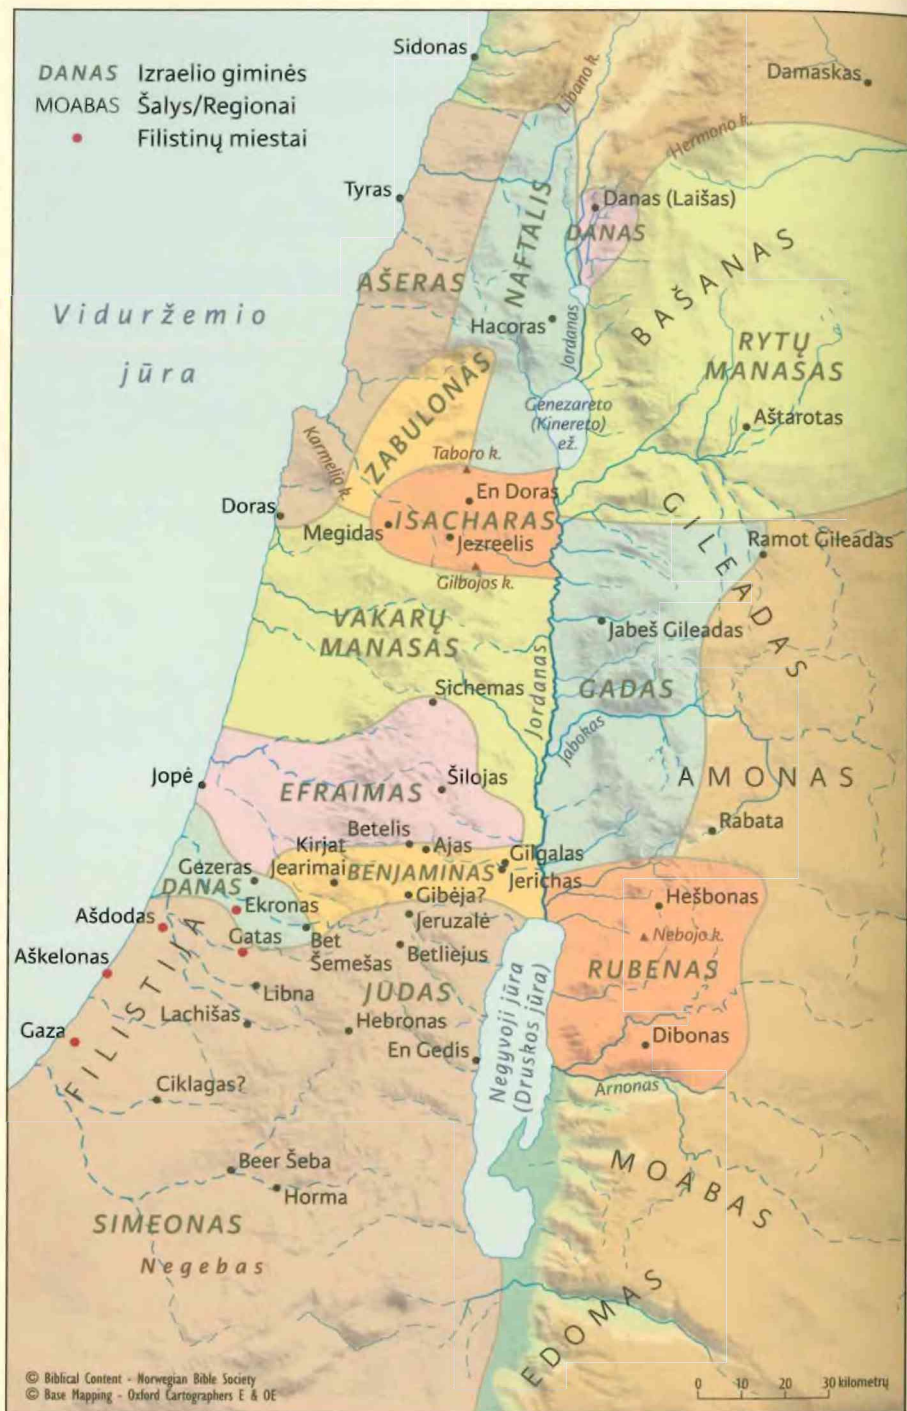 DANAS Izraelio giminės
MOABAS Šalys/Regionai
Filistinų miestai
Sidonas
Libano k.
Damaskas
Hermono k.
Tyras
Danas (Laišas)
DANAS
NAFTALIS
AŠERAS
BAŠANAS
Viduržemio
jūra
Hacoras
Jordanas
RYTŲ
MANASAS
IZABULONAS
Genezareto
(Kinereto)
ež.
Aštarotas
Karmelio k.
Taboro k.
En Doras
Doras
Megidas
ISACHARAS
Jezreelis
Gilbojos k.
GILEADAS
Ramot Gileadas
VAKARŲ
MANASAS
Jabeš Gileadas
Jordanas
GADAS
Sichemas
Jabokas
Jopė
EFRAIMAS
Šilojas
AMONAS
Rabata
Betelis
Kirjat
Jearimai
Ajas
Gilgalas
Jerichas
BENJAMINAS
Gezeras
DANAS
Gibėja?
Hešbonas
Ekronas
Ašdodas
Jeruzalė
Gatas
Bet
Šemešas
Betliejus
Nebojo k.
Aškelonas
RUBENAS
FILISTIJA
Libna
JUDAS
Lachišas
Hebronas
Gaza
En Gedis
Negyvoji jūra
(Druskos jūra)
Dibonas
Ciklagas?
Arnonas
Beer Šeba
Horma
MOABAS
SIMEONAS
Negebas
EDOMAS
© Biblical Content - Norwegian Bible Society
© Base Mapping - Oxford Cartographers E & OE
0 10 20 30 kilometrų